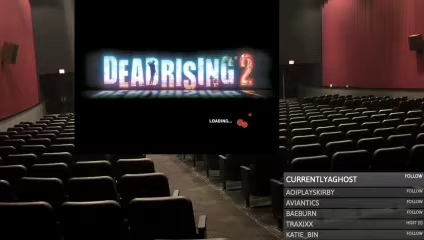 DEADRISING 2
LOADING...
CURRENTLYAGHOST FOLLOW
AOIPLAYSKIRBY FOLLOW
AVIANTICS FOLLOW
BAEBURN FOLLOW
TRAXIXX
KATIE_BIN FOLLOW